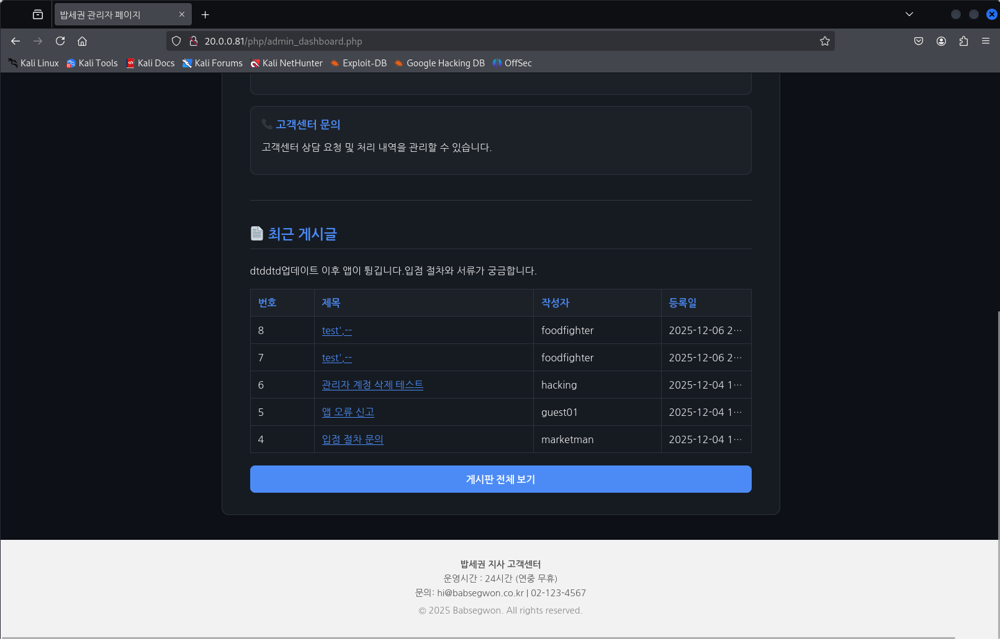 밥세권 관리자 페이지
20.0.0.81/php/admin_dashboard.php
Kali Linux Kali Tools Kali Docs Kali Forums Kali NetHunter Exploit-DB Google Hacking DB OffSec
고객센터 문의
고객센터 상담 요청 및 처리 내역을 관리할 수 있습니다.
최근 게시글
dtddtd업데이트 이후 앱이 튕깁니다.입점 절차와 서류가 궁금합니다.
번호 제목 작성자 등록일
8 test',-- foodfighter 2025-12-06 2…
7 test',-- foodfighter 2025-12-06 2…
6 관리자 계정 삭제 테스트 hacking 2025-12-04 1…
5 앱 오류 신고 guest01 2025-12-04 1…
4 입점 절차 문의 marketman 2025-12-04 1…
게시판 전체 보기
밥세권 지사 고객센터
운영시간 : 24시간 (연중 무휴)
문의: hi@babsegwon.co.kr | 02-123-4567
© 2025 Babsegwon. All rights reserved.